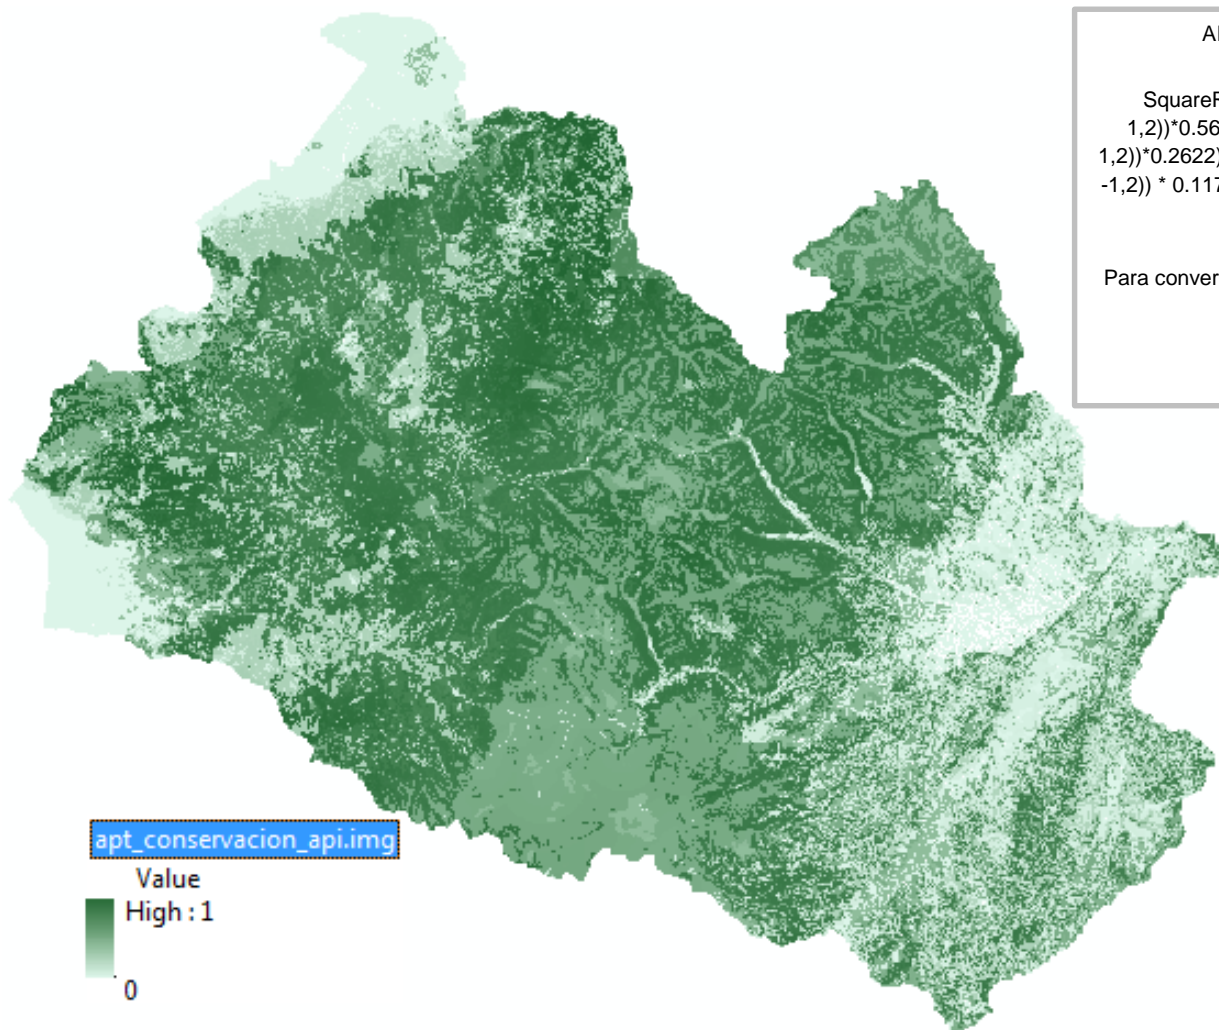 Al
SquareF
1,2))*0.56
1,2))*0.2622)
-1,2)) * 0.117
Para conver
apt_conservacion_api.img
Value
High : 1
0